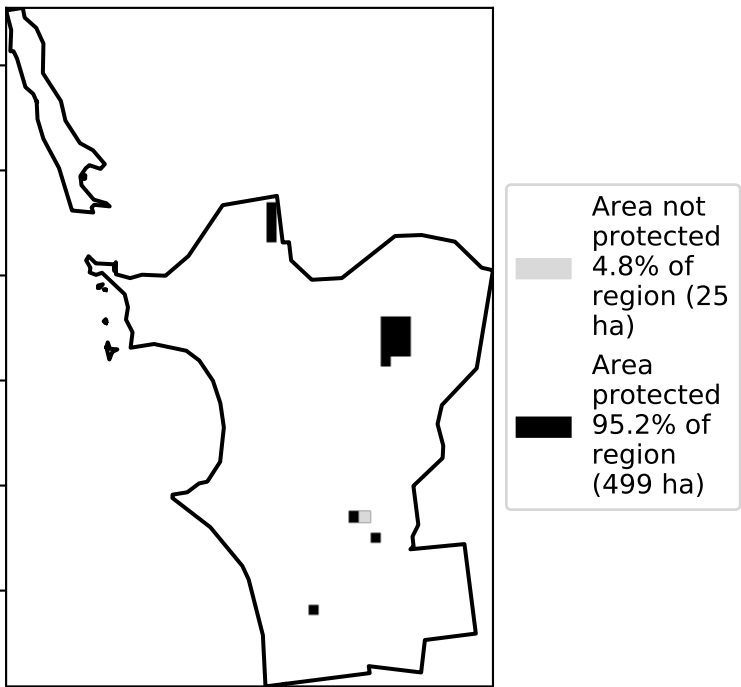 Area not
protected
4.8% of
region (25
ha)
Area
protected
95.2% of
region
(499 ha)